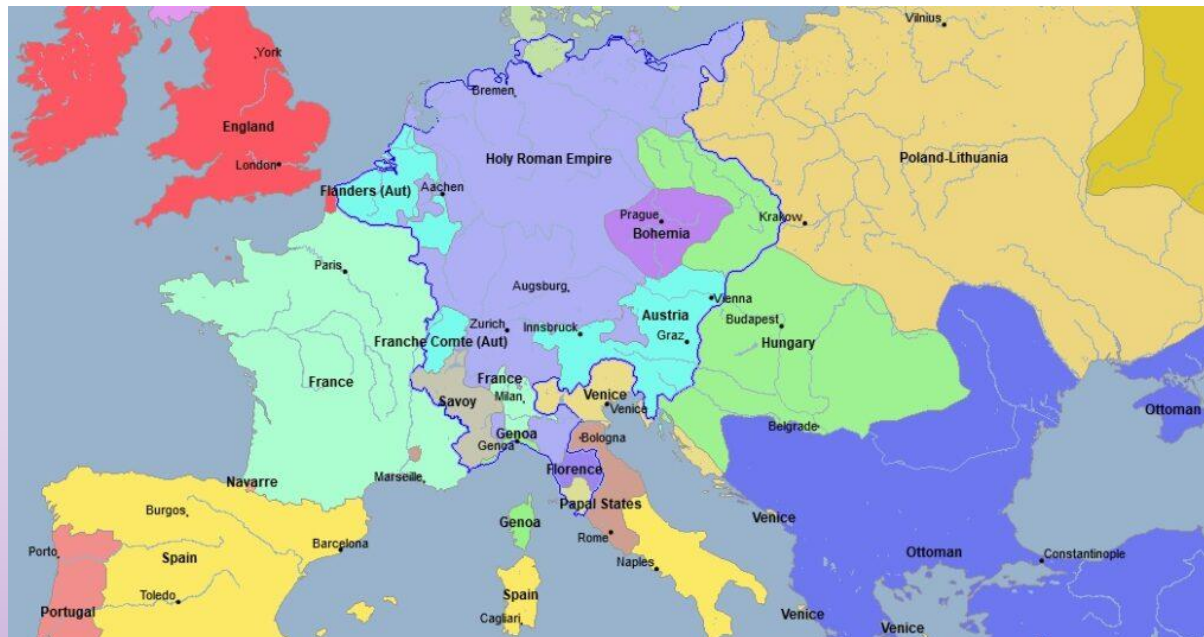 Vilnius
York
England
London
Bremen
Holy Roman Empire
Poland-Lithuania
Flanders (Aut)
Aachen
Prague
Bohemia
Krakow
Paris
Augsburg
Vienna
Austria
Budapest
Zurich
Innsbruck
Graz
Hungary
Franche Comte (Aut)
France
France
Milan
Savoy
Venice
Venice
Ottoman
Genoa
Genoa
Bologna
Belgrade
Florence
Marseille
Navarre
Papal States
Burgos
Genoa
Rome
Venice
Porto
Spain
Barcelona
Naples
Ottoman
Constantinople
Toledo
Spain
Portugal
Cagliari
Venice
Venice